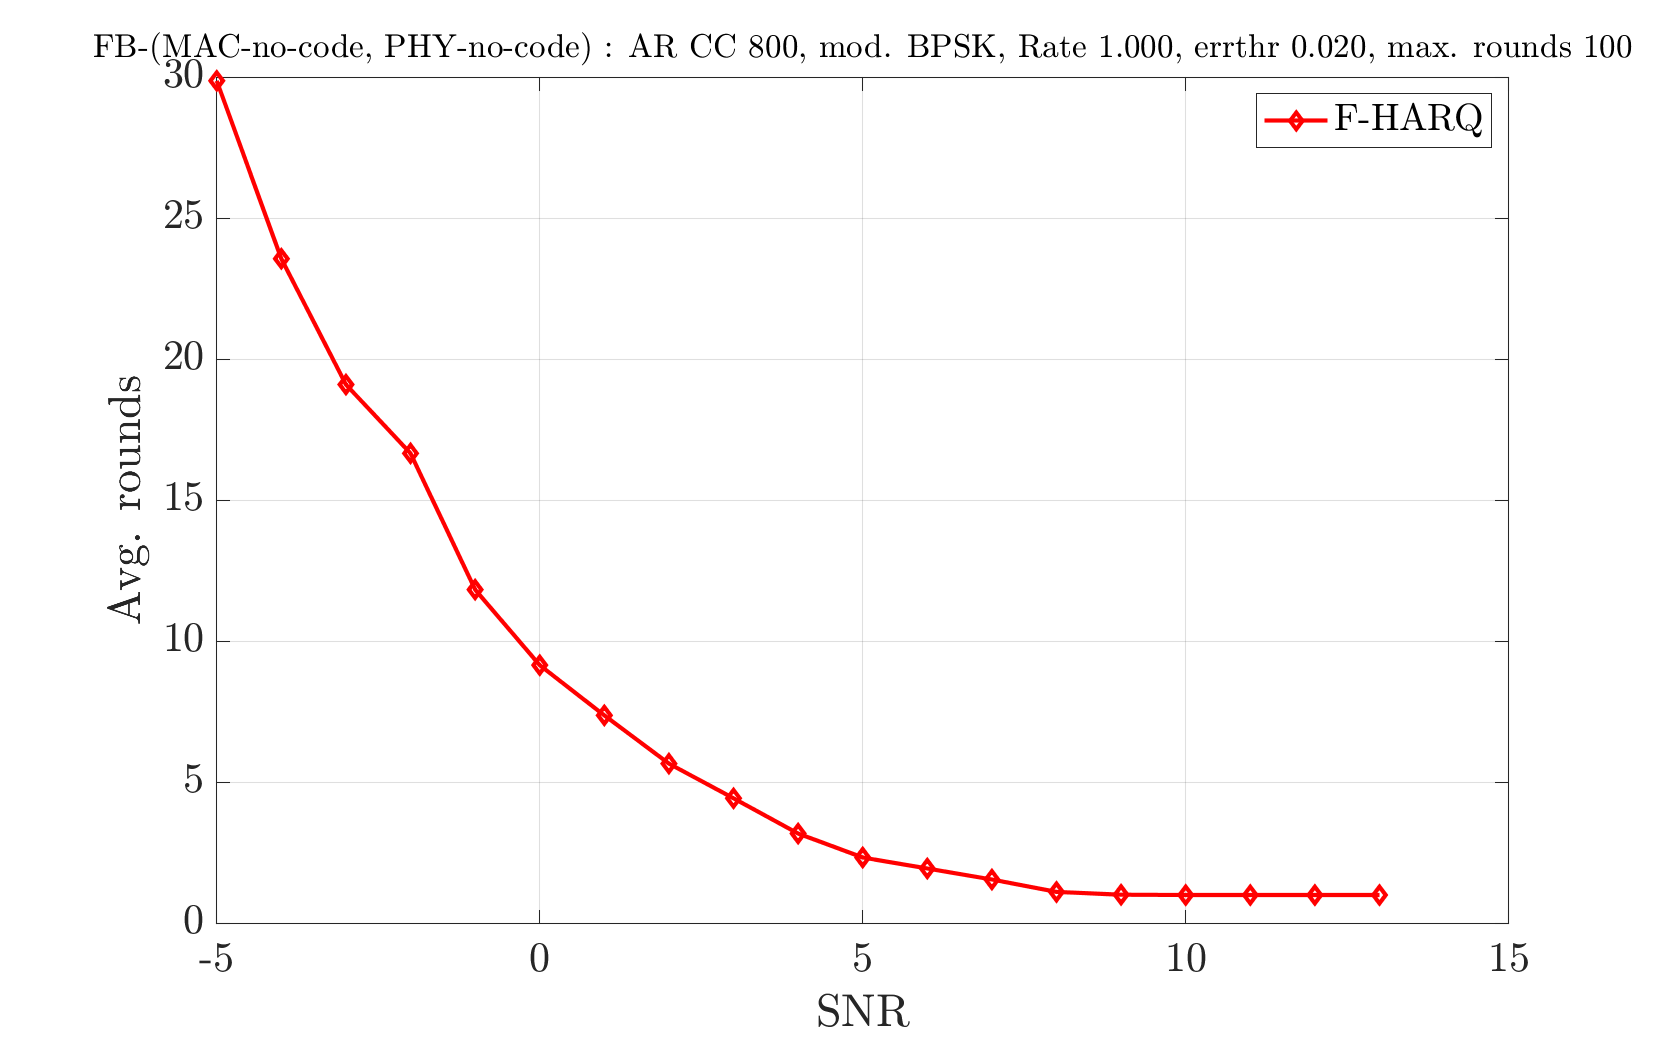 FB-(MAC-no-code, PHY-no-code) : AR CC 800, mod. BPSK, Rate 1.000, errthr 0.020, max. rounds 100
F-HARQ
30
25
20
15
10
5
0
Avg. rounds
-5 0 5 10 15
SNR